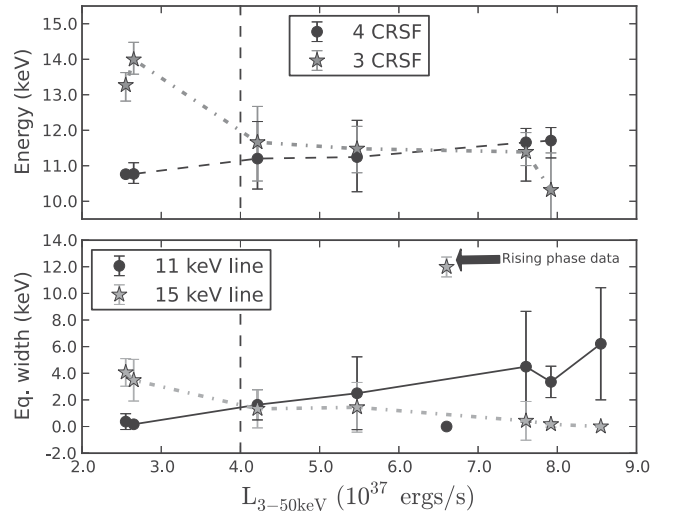 15.0
14.0
13.0
12.0
11.0
10.0
Energy (keV)
4 CRSF
3 CRSF
14.0
12.0
10.0
8.0
6.0
4.0
2.0
0.0
-2.0
Eq. width (keV)
11 keV line
15 keV line
Rising phase data
2.0 3.0 4.0 5.0 6.0 7.0 8.0 9.0
L3−50keV (10^37 ergs/s)